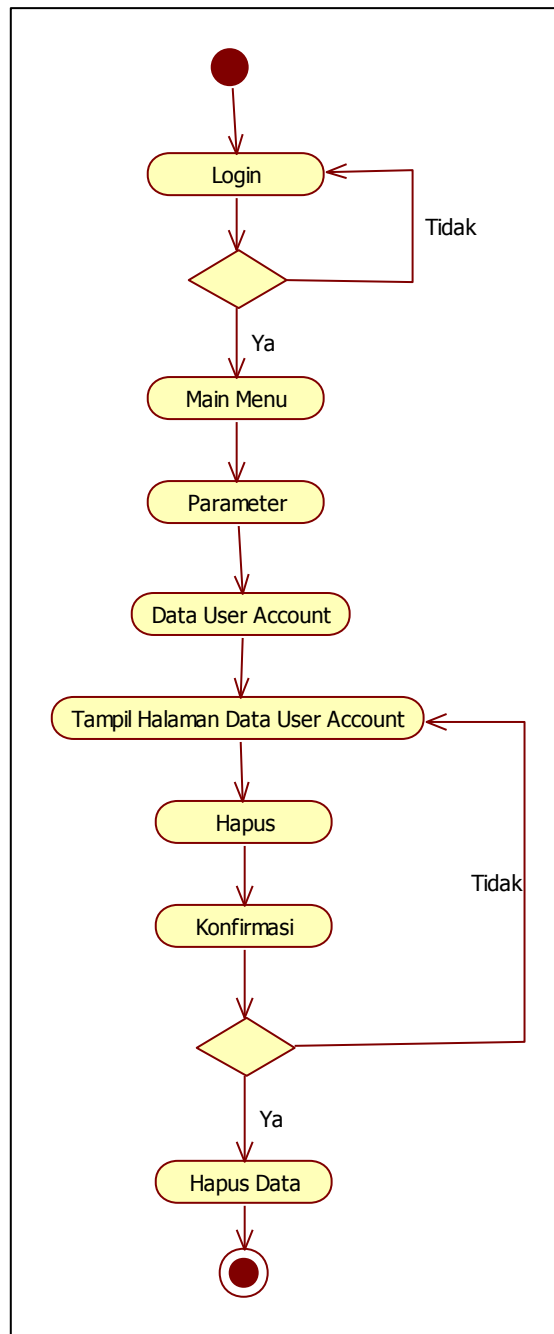 Login
Tidak
Ya
Main Menu
Parameter
Data User Account
Tampil Halaman Data User Account
Hapus
Tidak
Konfirmasi
Ya
Hapus Data